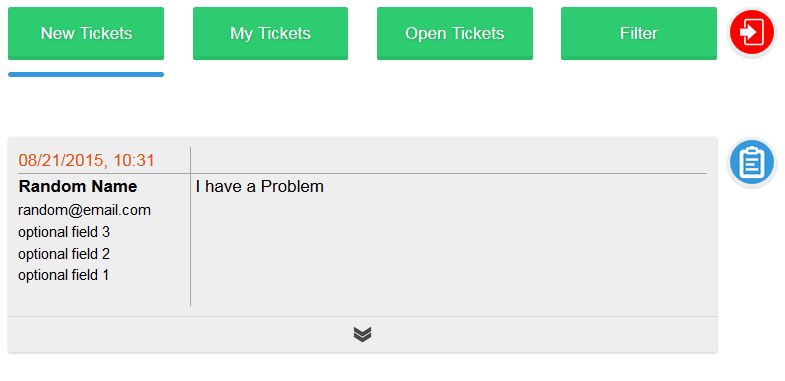 New Tickets
My Tickets
Open Tickets
Filter
08/21/2015, 10:31
Random Name
I have a Problem
random@email.com
optional field 3
optional field 2
optional field 1